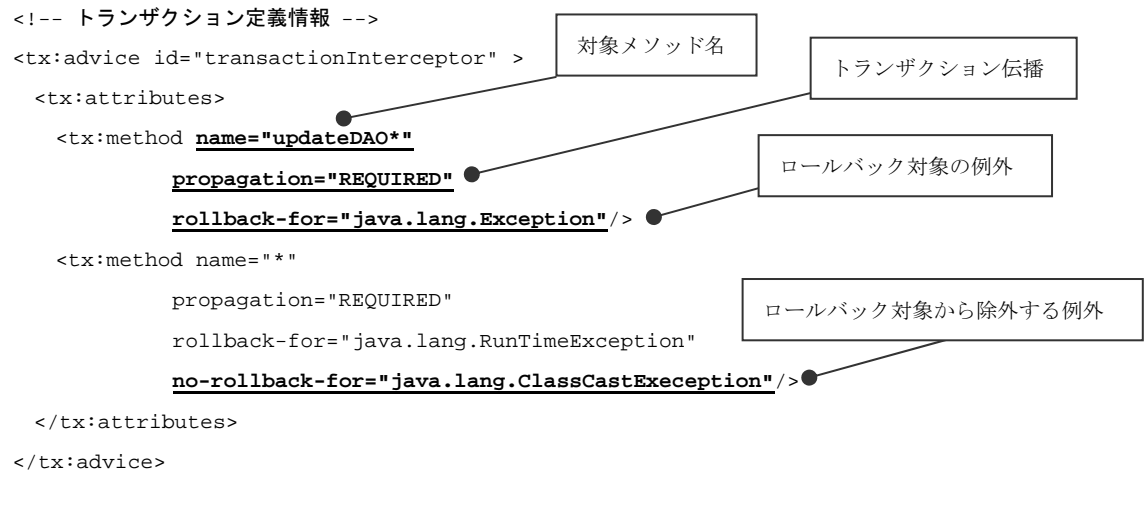 <!-- トランザクション定義情報 -->
対象メソッド名
<tx:advice id="transactionInterceptor" >
トランザクション伝播
<tx:attributes>
<tx:method name="updateDAO*"
propagation="REQUIRED"
ロールバック対象の例外
rollback-for="java.lang.Exception"/>
<tx:method name="*"
propagation="REQUIRED"
ロールバック対象から除外する例外
rollback-for="java.lang.RunTimeException"
no-rollback-for="java.lang.ClassCastExeception"/>
</tx:attributes>
</tx:advice>